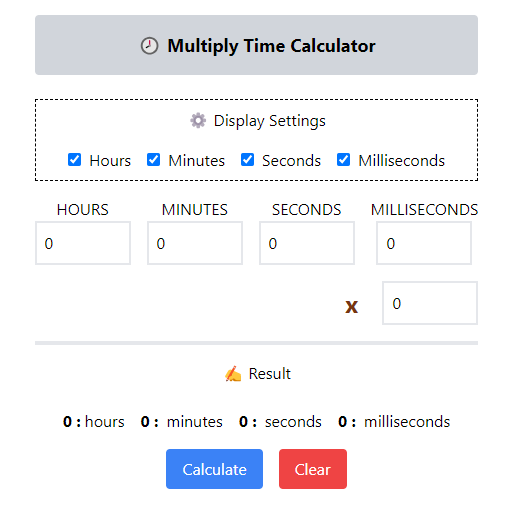 🕗 Multiply Time Calculator
⚙️ Display Settings
Hours Minutes Seconds Milliseconds
HOURS MINUTES SECONDS MILLISECONDS
0 0 0 0
x 0
✍️ Result
0 : hours 0 : minutes 0 : seconds 0 : milliseconds
Calculate Clear